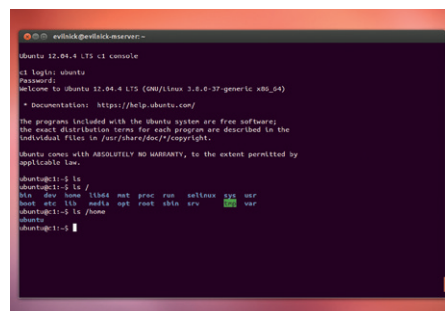 evilnick@evilnick-mserver: ~
Ubuntu 12.04.4 LTS c1 console
c1 login: ubuntu
Password:
Welcome to Ubuntu 12.04.4 LTS (GNU/Linux 3.8.0-37-generic x86_64)
* Documentation: https://help.ubuntu.com/
The programs included with the Ubuntu system are free software;
the exact distribution terms for each program are described in the
individual files in /usr/share/doc/*/copyright.
Ubuntu comes with ABSOLUTELY NO WARRANTY, to the extent permitted by
applicable law.
ubuntu@c1:~$ ls
ubuntu@c1:~$ ls /
bin dev home lib64 mnt proc run selinux sys usr
boot etc lib media opt root sbin srv tmp var
ubuntu@c1:~$ ls /home
ubuntu
ubuntu@c1:~$